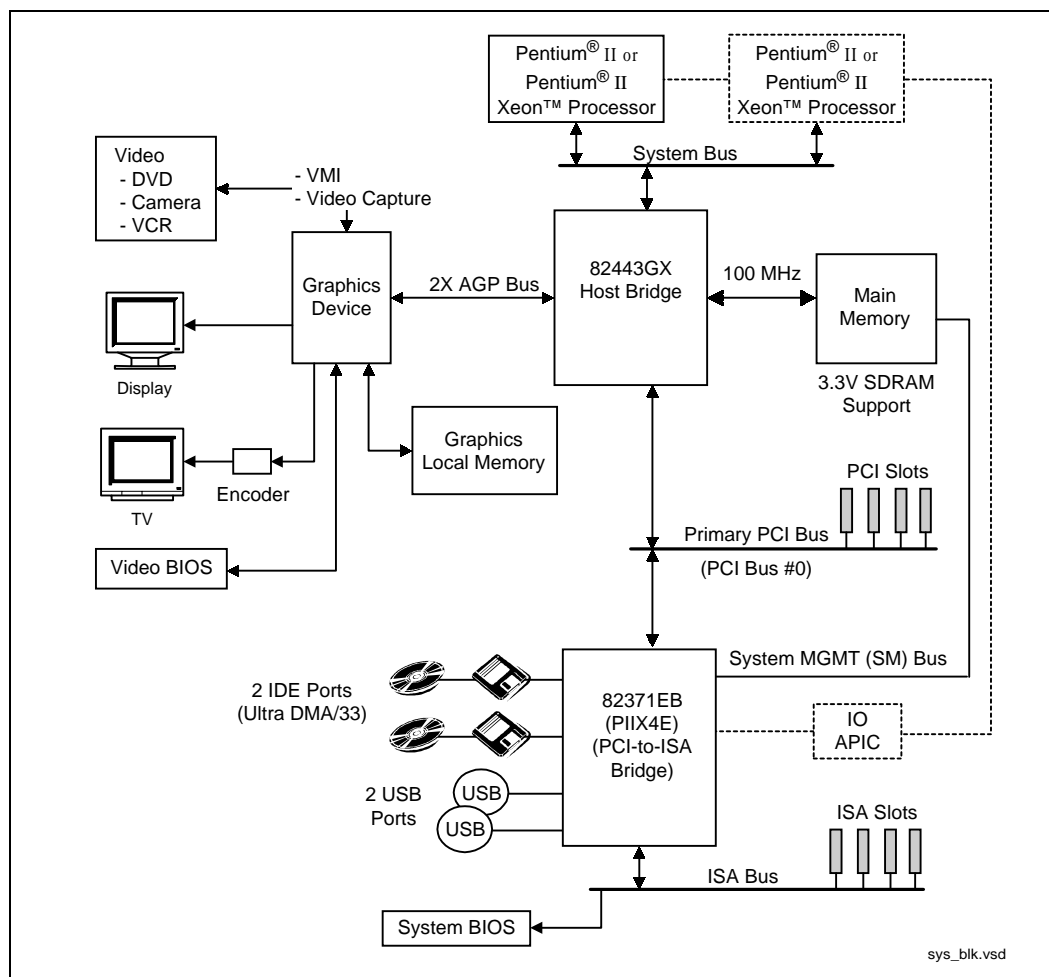 Pentium® II or
Pentium® II
Xeon™ Processor
Pentium® II or
Pentium® II
Xeon™ Processor
System Bus
Video
- DVD
- Camera
- VCR
- VMI
- Video Capture
Graphics
Device
2X AGP Bus
82443GX
Host Bridge
100 MHz
Main
Memory
3.3V SDRAM
Support
Display
Graphics
Local Memory
TV
Encoder
Video BIOS
PCI Slots
Primary PCI Bus
(PCI Bus #0)
System MGMT (SM) Bus
2 IDE Ports
(Ultra DMA/33)
82371EB
(PIIX4E)
(PCI-to-ISA
Bridge)
IO
APIC
2 USB
Ports
USB
USB
ISA Slots
ISA Bus
System BIOS
sys_blk.vsd